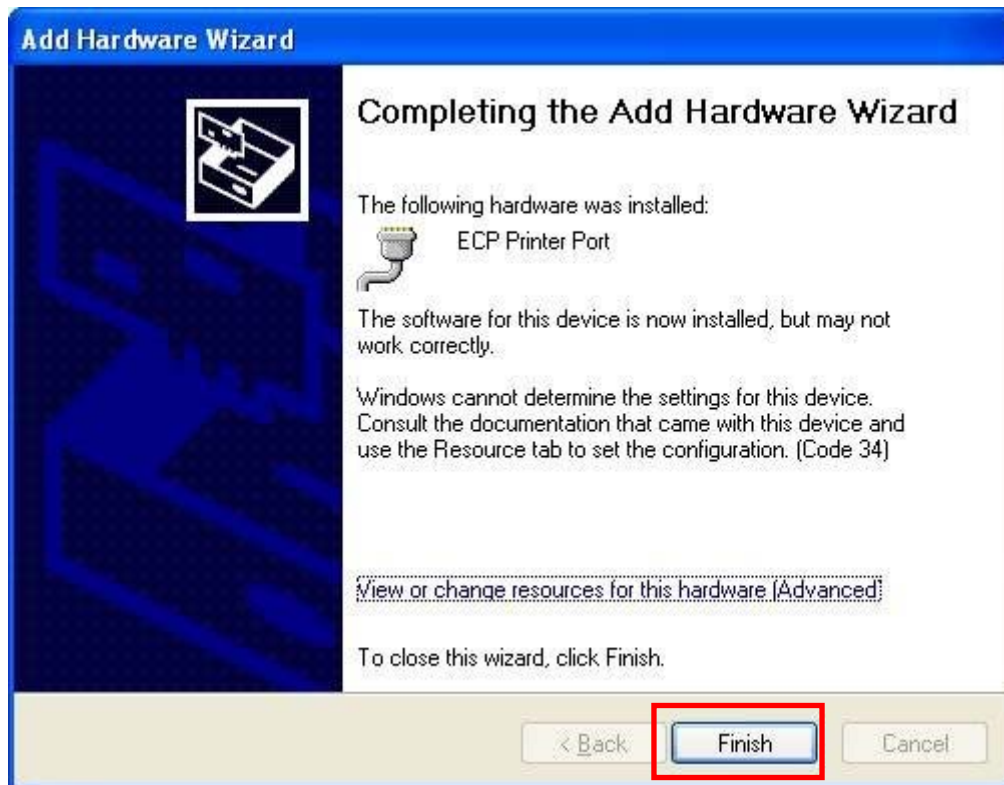 Add Hardware Wizard
Completing the Add Hardware Wizard
The following hardware was installed:
ECP Printer Port
The software for this device is now installed, but may not
work correctly.
Windows cannot determine the settings for this device.
Consult the documentation that came with this device and
use the Resource tab to set the configuration. (Code 34)
View or change resources for this hardware (Advanced)
To close this wizard, click Finish.
< Back Finish Cancel